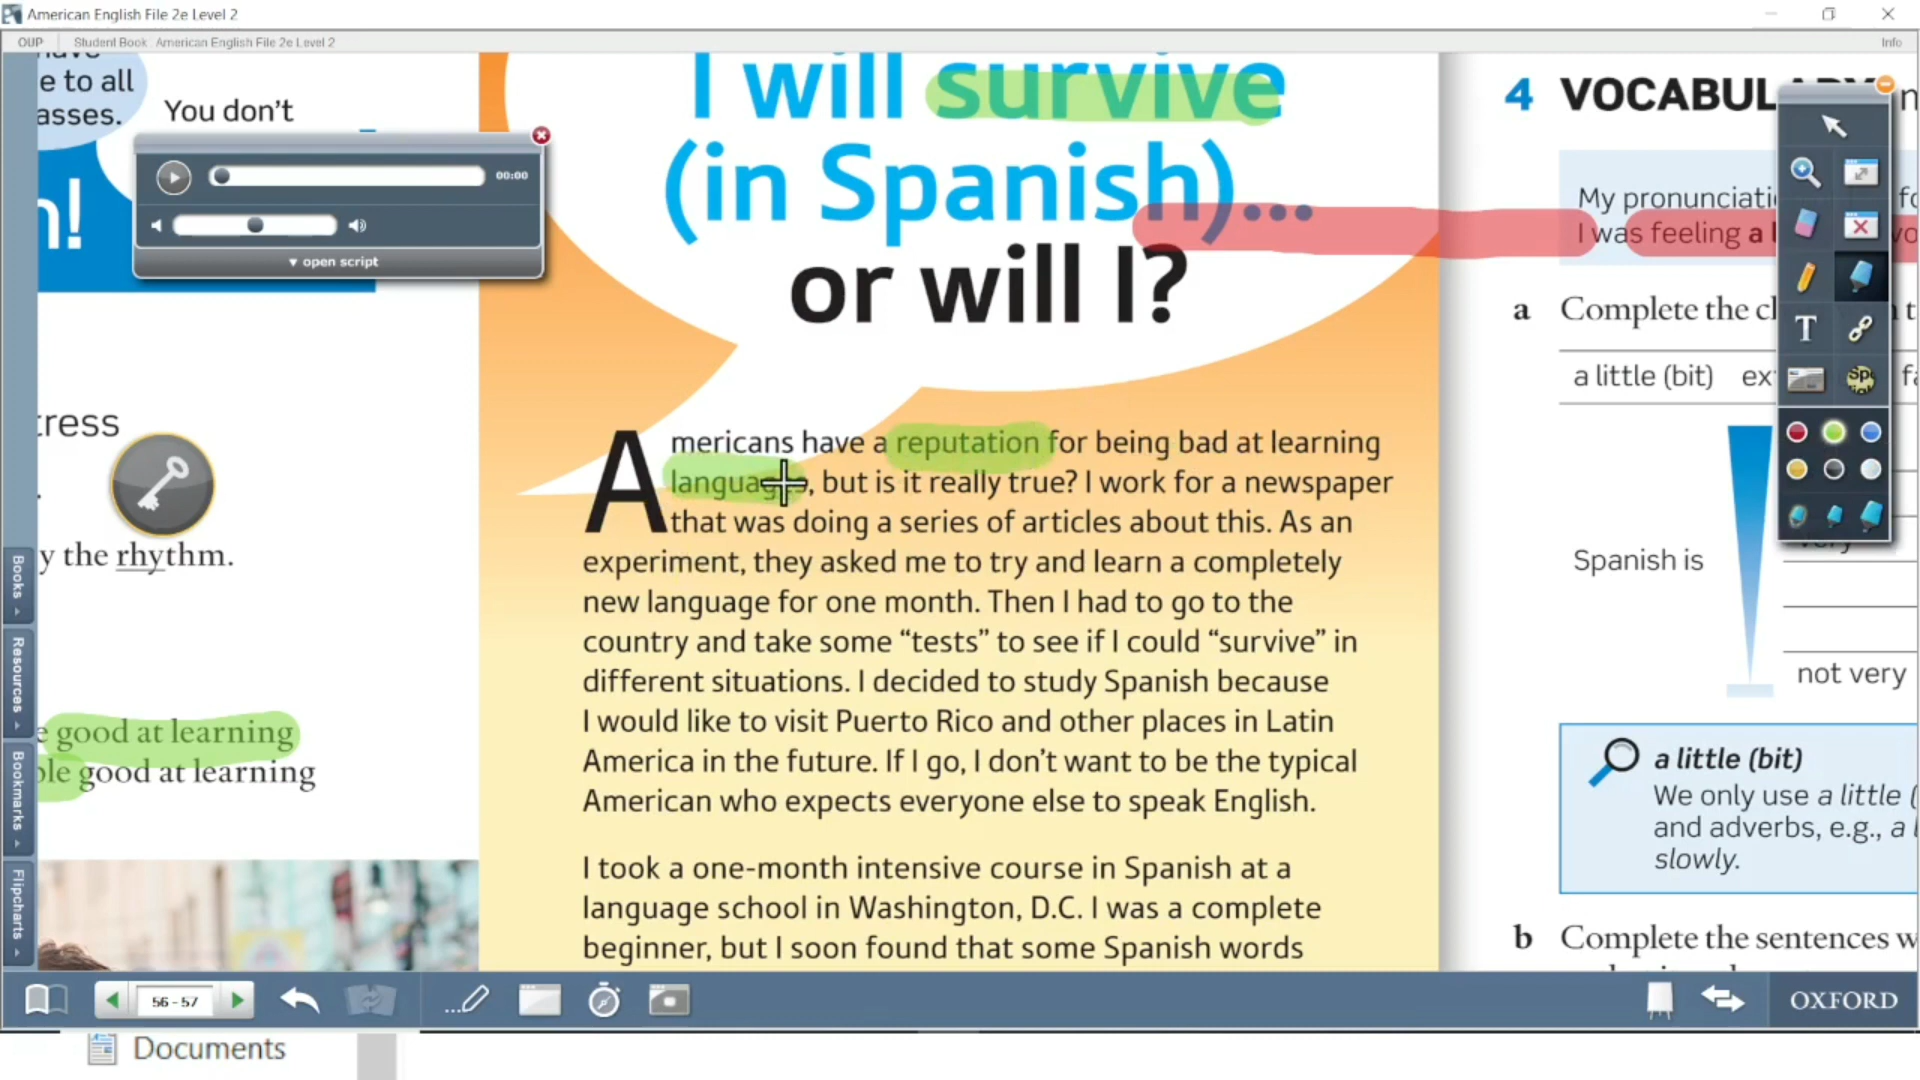 American English File 2e Level 2
OUP Student Book . American English File 2e Level 2 Info
e to all
asses.
You don't
!
00:00
▼ open script
tress
y the rhythm.
e good at learning
ble good at learning
I will survive
(in Spanish)...
or will I?
Americans have a reputation for being bad at learning
languages, but is it really true? I work for a newspaper
that was doing a series of articles about this. As an
experiment, they asked me to try and learn a completely
new language for one month. Then I had to go to the
country and take some “tests” to see if I could “survive” in
different situations. I decided to study Spanish because
I would like to visit Puerto Rico and other places in Latin
America in the future. If I go, I don't want to be the typical
American who expects everyone else to speak English.
I took a one-month intensive course in Spanish at a
language school in Washington, D.C. I was a complete
beginner, but I soon found that some Spanish words
4 VOCABUL
My pronunciati
I was feeling a l
a Complete the cl
a little (bit) ex
Spanish is
very
not very
a little (bit)
We only use a little (
and adverbs, e.g., a l
slowly.
b Complete the sentences w
T
Books
Resources
Bookmarks
Flipcharts
56 - 57
OXFORD
Documents